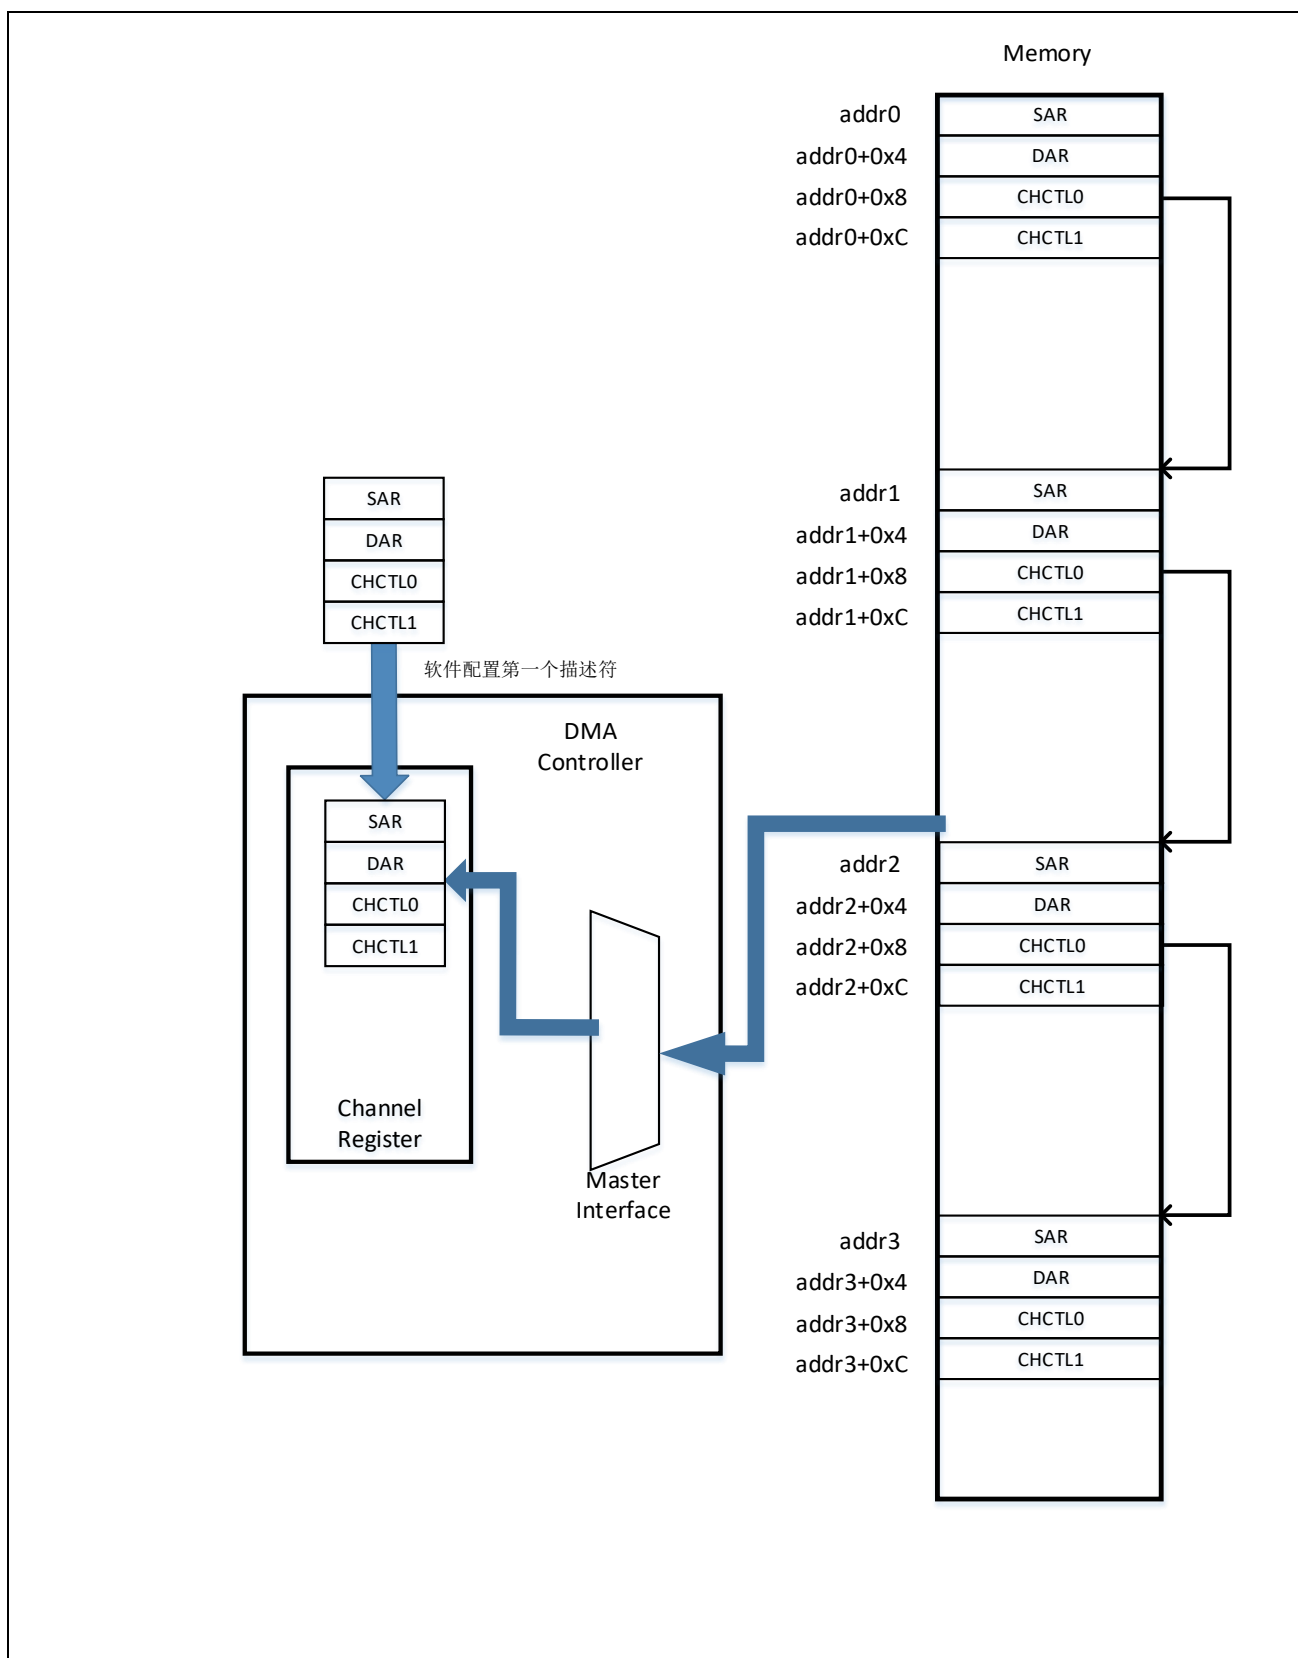 Memory
addr0 SAR
addr0+0x4 DAR
addr0+0x8 CHCTL0
addr0+0xC CHCTL1
addr1 SAR
addr1+0x4 DAR
addr1+0x8 CHCTL0
addr1+0xC CHCTL1
SAR
DAR
CHCTL0
CHCTL1
软件配置第一个描述符
DMA
Controller
SAR
DAR
CHCTL0
CHCTL1
Channel
Register
Master
Interface
addr2 SAR
addr2+0x4 DAR
addr2+0x8 CHCTL0
addr2+0xC CHCTL1
addr3 SAR
addr3+0x4 DAR
addr3+0x8 CHCTL0
addr3+0xC CHCTL1